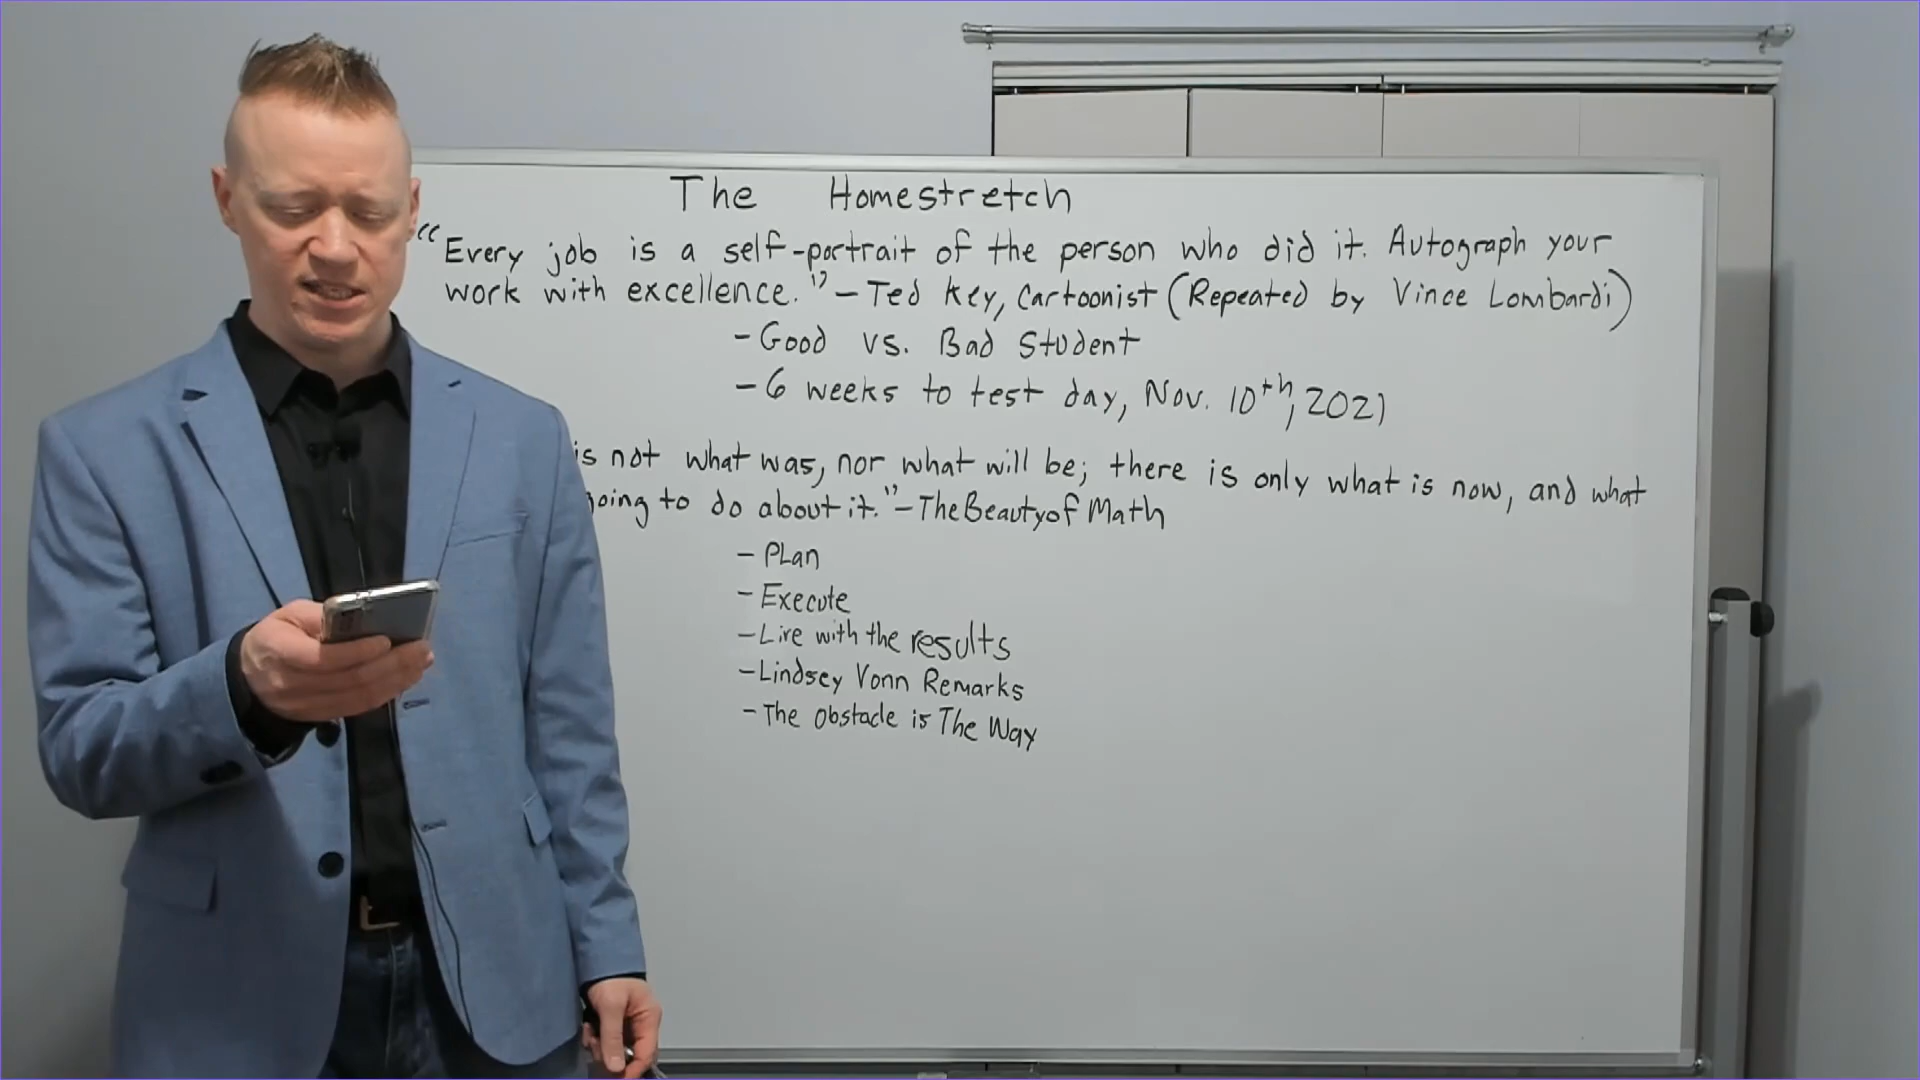 The Homestretch
"Every job is a self-portrait of the person who did it. Autograph your
work with excellence." - Ted Key, Cartoonist (Repeated by Vince Lombardi)
- Good vs. Bad Student
- 6 weeks to test day, Nov. 10th, 2021
is not what was, nor what will be; there is only what is now, and what
going to do about it." - The Beauty of Math
- Plan
- Execute
- Live with the results
- Lindsey Vonn Remarks
- The Obstacle is The Way